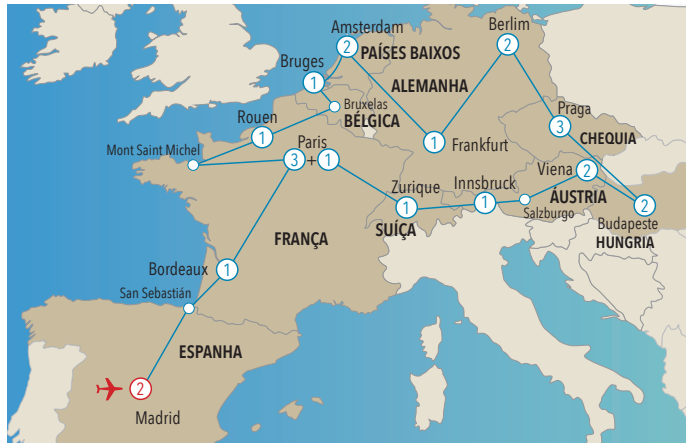 Amsterdam
2
PAÍSES BAIXOS
Berlim
2
Bruges
1
ALEMANHA
Bruxelas
BÉLGICA
Praga
3
CHEQUIA
Rouen
1
Frankfurt
1
Mont Saint Michel
Paris
3+1
Viena
2
Zurique
1
Innsbruck
1
Salzburgo
ÁUSTRIA
2
Budapeste
HUNGRIA
SUÍÇA
FRANÇA
Bordeaux
1
San Sebastián
ESPANHA
2
Madrid